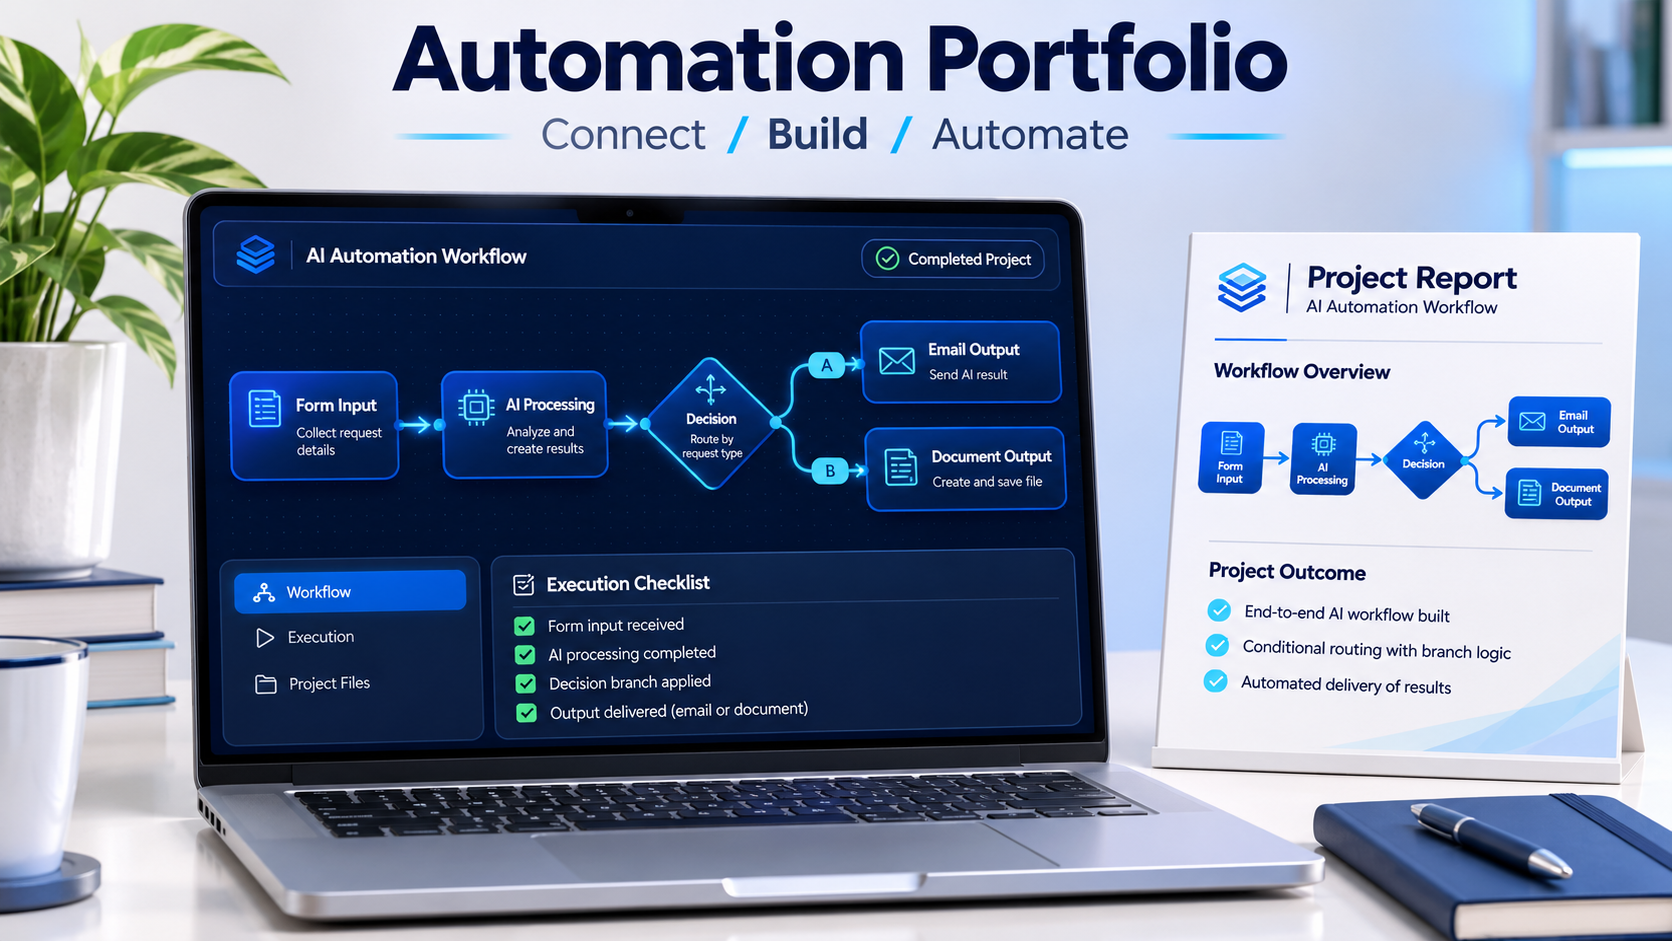 Automation Portfolio
Connect / Build / Automate
AI Automation Workflow
Completed Project
Form Input
Collect request
details
AI Processing
Analyze and
create results
Decision
Route by
request type
A
Email Output
Send AI result
B
Document Output
Create and save file
Workflow
Execution
Project Files
Execution Checklist
Form input received
AI processing completed
Decision branch applied
Output delivered (email or document)
Project Report
AI Automation Workflow
Workflow Overview
Form
Input
AI
Processing
Decision
Email
Output
Document
Output
Project Outcome
End-to-end AI workflow built
Conditional routing with branch logic
Automated delivery of results